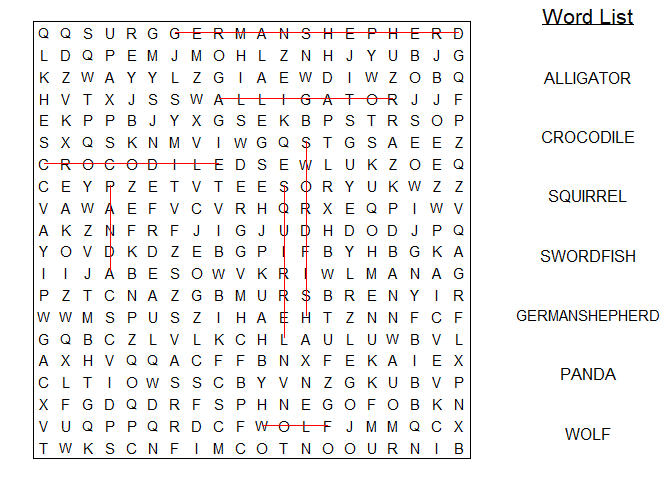 Q Q S U R G G E R M A N S H E P H E R D
L D Q P E M J M O H L Z N H J Y U B J G
K Z W A Y Y L Z G I A E W D I W Z O B Q
H V T X J S S W A L L I G A T O R J J F
E K P P B J Y X G S E K B P S T R S O P
S X Q S K N M V I W G Q S T G S A E E Z
C R O C O D I L E D S E W L U K Z O E Q
C E Y P Z E T V T E E S O R Y U K W Z Z
V A W A E F V C V R H Q R X E Q P I W V
A K Z N F R F J I G J U D H D O D J P Q
Y O V D K D Z E B G P I F B Y H B G K A
I I J A B E S O W V K R I W L M A N A G
P Z T C N A Z G B M U R S B R E N Y I R
W W M S P U S Z I H A E H T Z N N F C F
G Q B C Z L V L K C H L A U L U W B V L
A X H V Q Q A C F F B N X F E K A I E X
C L T I O W S S C B Y V N Z G K U B V P
X F G D Q D R F S P H N E G O F O B K N
V U Q P P Q R D C F W O L F J M M Q C X
T W K S C N F I M C O T N O O U R N I B
Word List
ALLIGATOR
CROCODILE
SQUIRREL
SWORDFISH
GERMANSHEPHERD
PANDA
WOLF